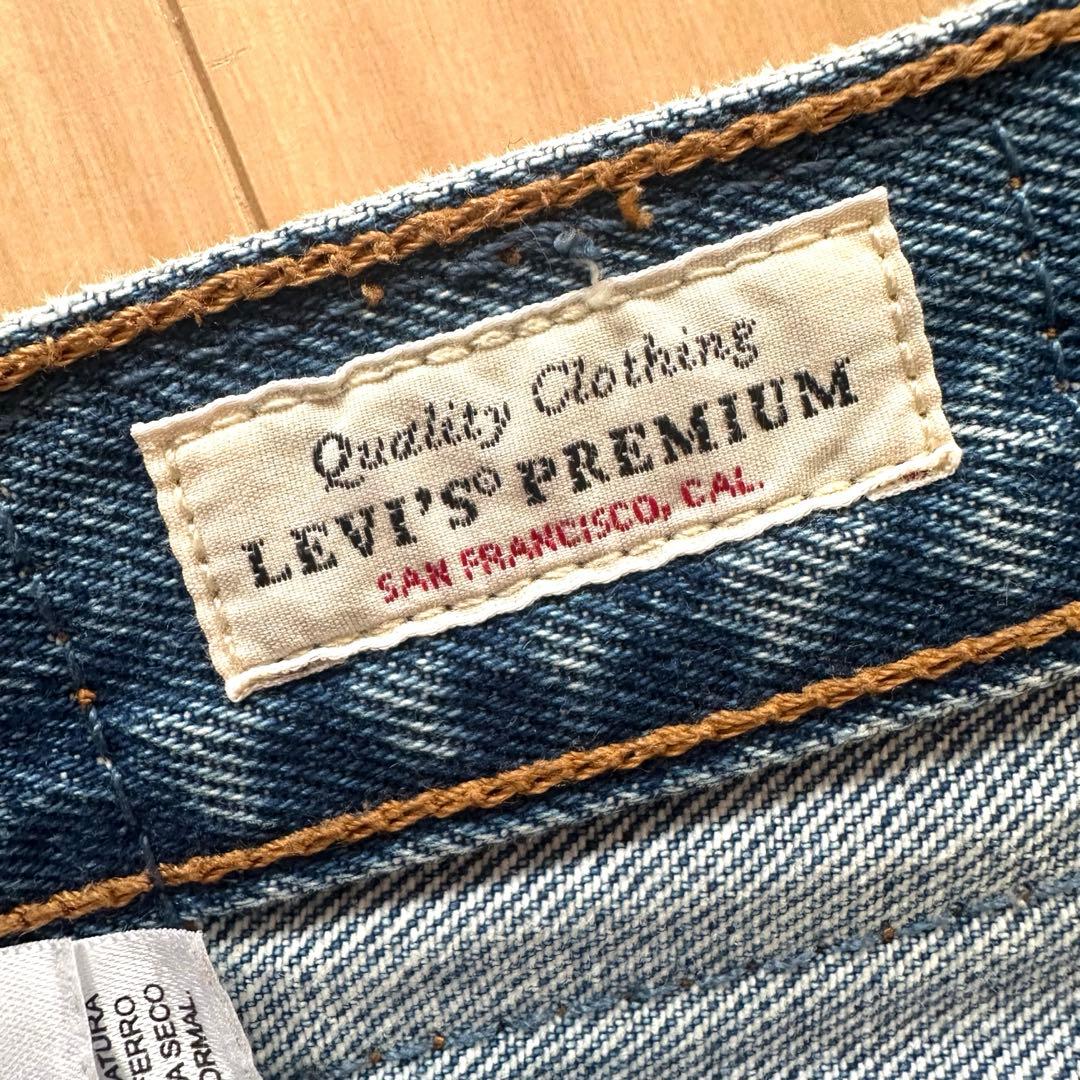 Quality Clothing
LEVI'S® PREMIUM
SAN FRANCISCO, CAL.
ATURA
FERRO
A SECO
ORMAL.